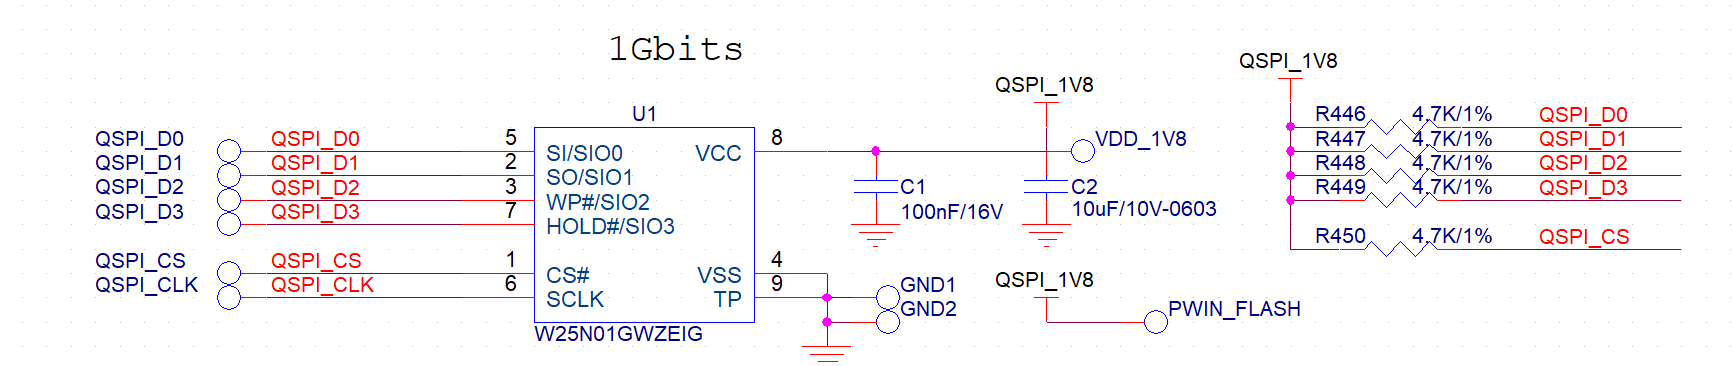 1Gbits
U1
QSPI_D0 QSPI_D0 5 SI/SIO0
QSPI_D1 QSPI_D1 2 SO/SIO1
QSPI_D2 QSPI_D2 3 WP#/SIO2
QSPI_D3 QSPI_D3 7 HOLD#/SIO3
QSPI_CS QSPI_CS 1 CS#
QSPI_CLK QSPI_CLK 6 SCLK
VCC 8
VSS 4
TP 9
W25N01GWZEIG
QSPI_1V8
VDD_1V8
C1
100nF/16V
C2
10uF/10V-0603
GND1
GND2
QSPI_1V8
PWIN_FLASH
QSPI_1V8
R446 4.7K/1% QSPI_D0
R447 4.7K/1% QSPI_D1
R448 4.7K/1% QSPI_D2
R449 4.7K/1% QSPI_D3
R450 4.7K/1% QSPI_CS